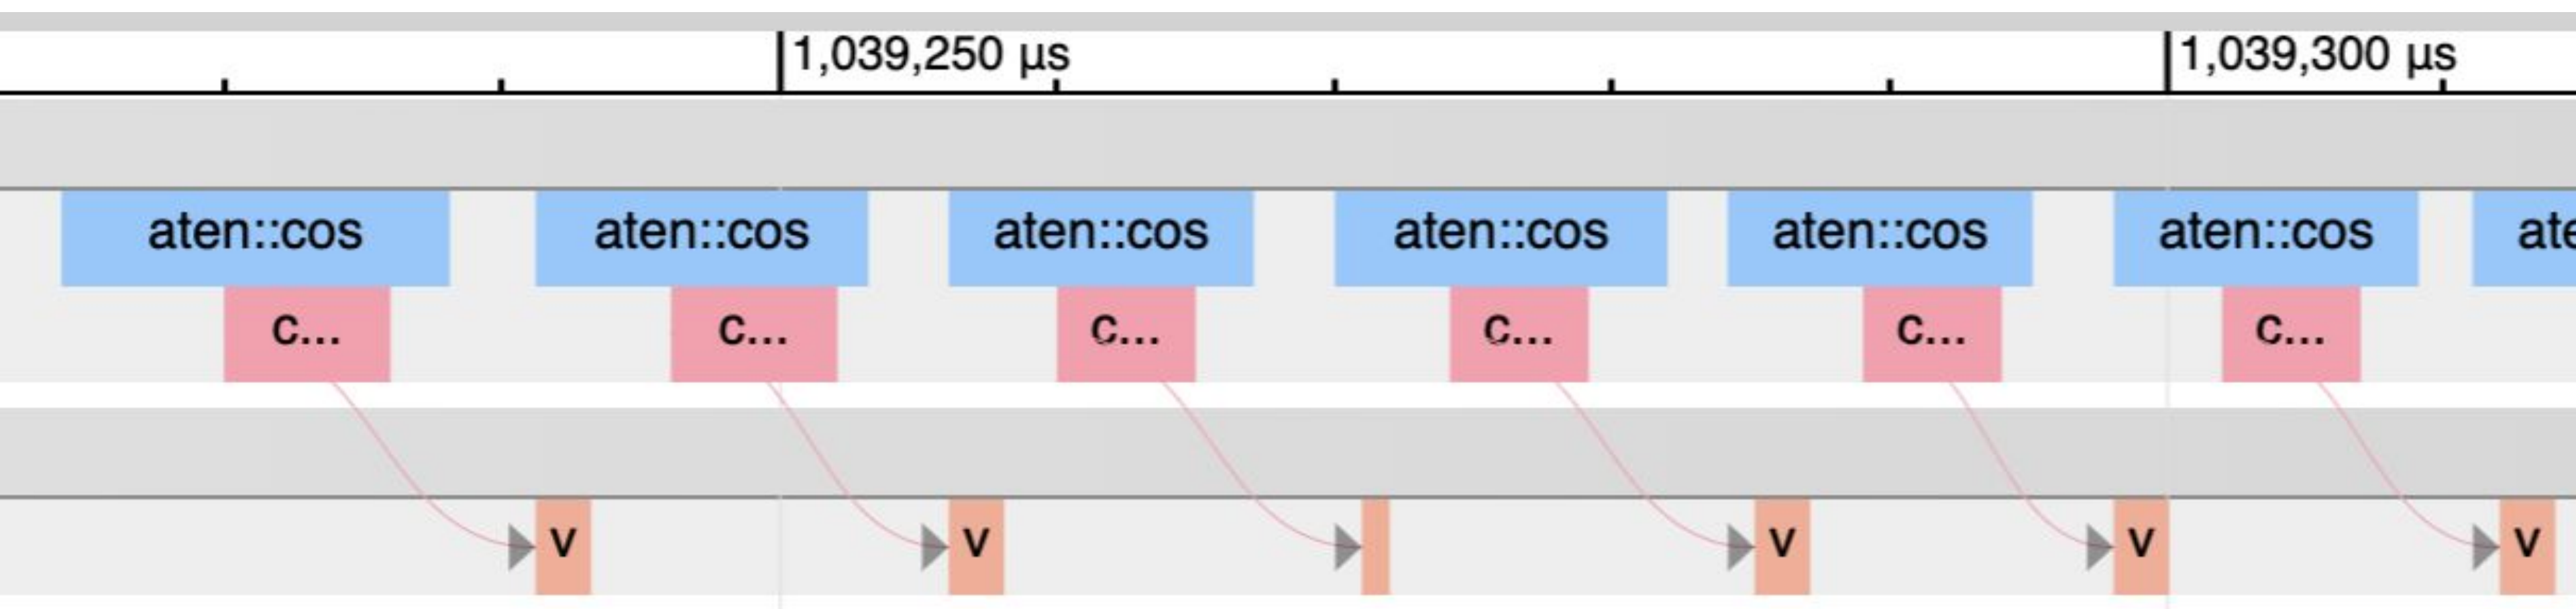 1,039,250 µs 1,039,300 µs
aten::cos aten::cos aten::cos aten::cos aten::cos aten::cos ate
c... c... c... c... c... c...
v v v v v